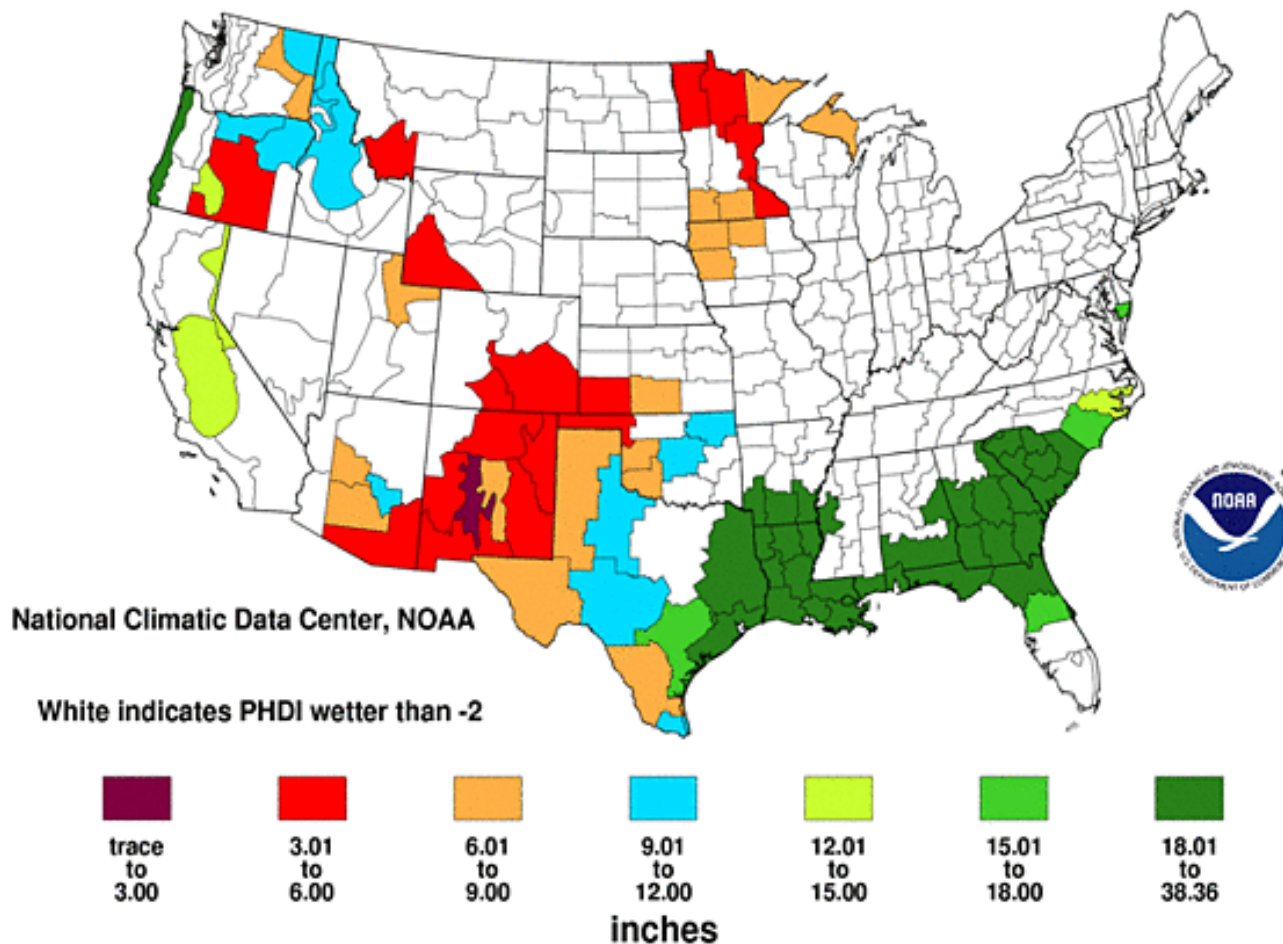 NOAA
National Climatic Data Center, NOAA
White indicates PHDI wetter than -2
trace to 3.00
3.01 to 6.00
6.01 to 9.00
9.01 to 12.00
12.01 to 15.00
15.01 to 18.00
18.01 to 38.36
inches